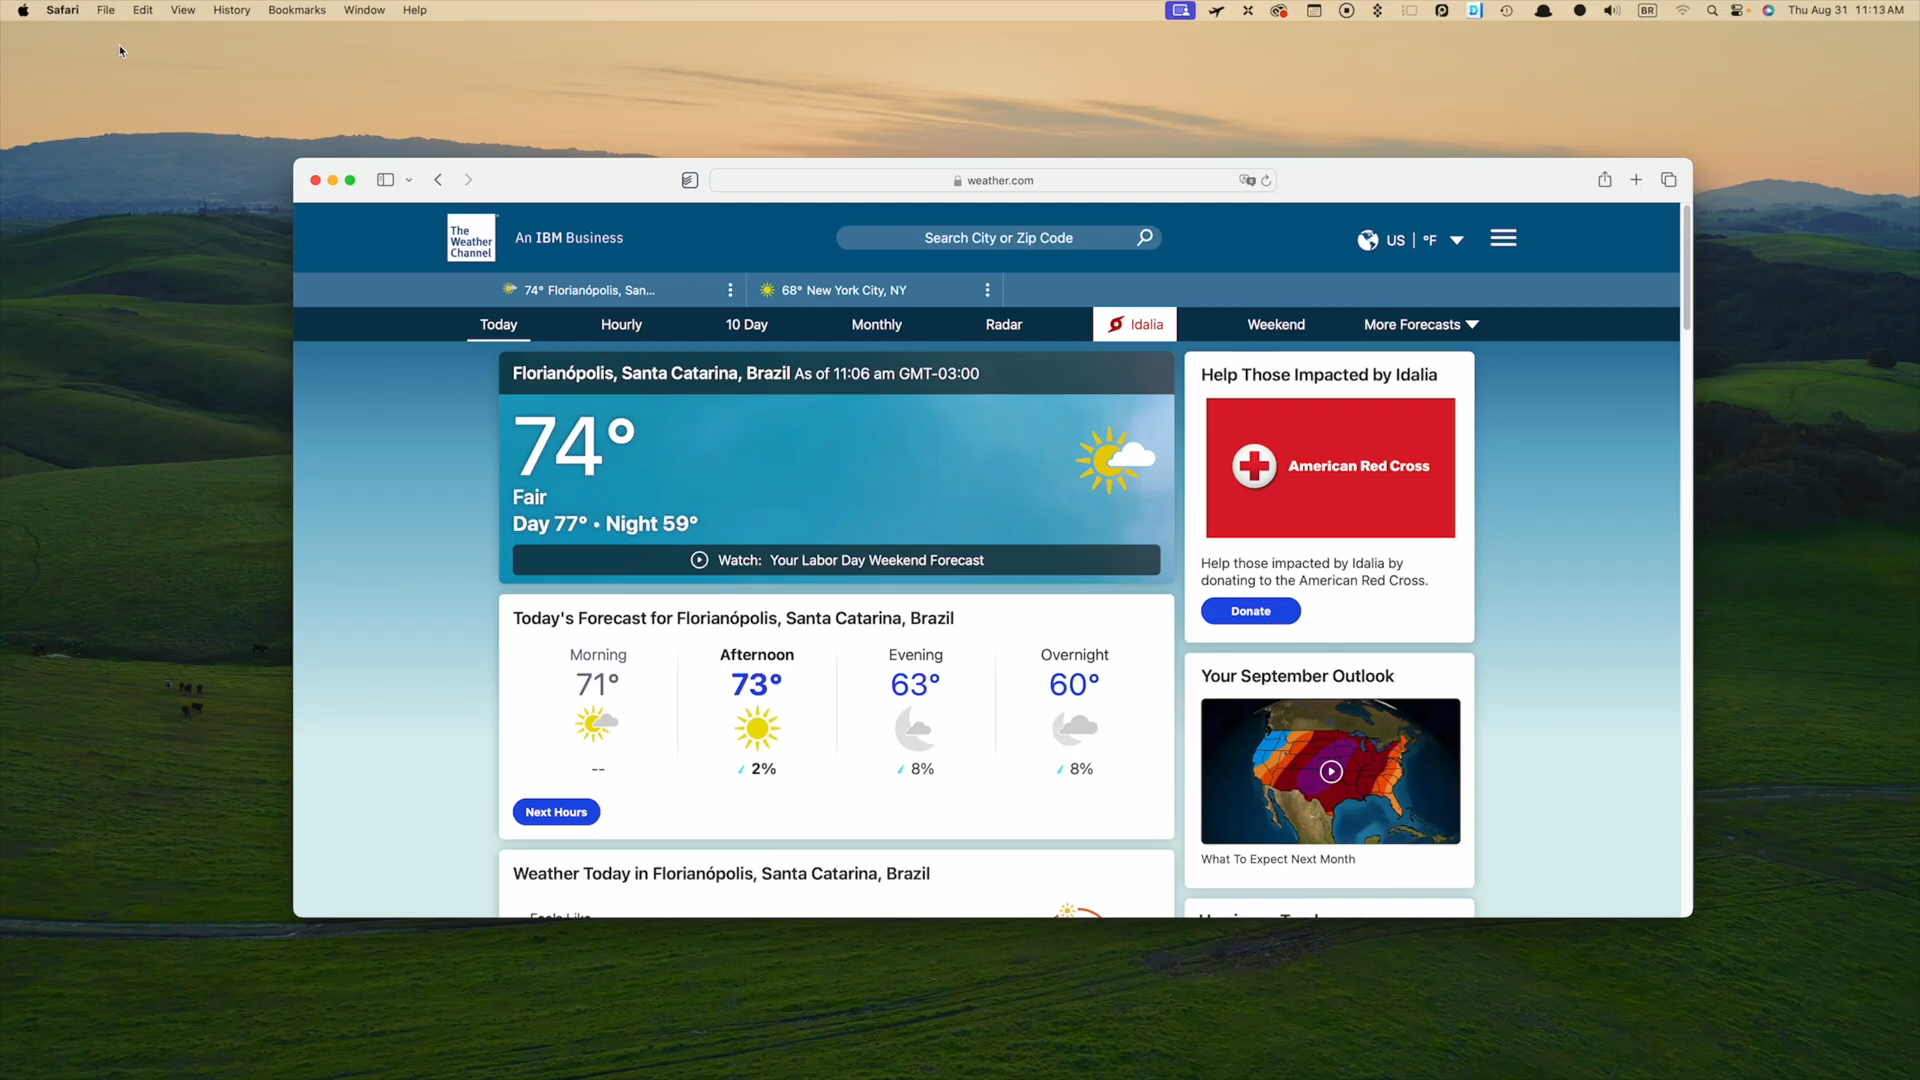 Safari File Edit View History Bookmarks Window Help
BR Thu Aug 31 11:13 AM
weather.com
The
Weather
Channel
An IBM Business
Search City or Zip Code
US | °F
74° Florianópolis, San...
68° New York City, NY
Today Hourly 10 Day Monthly Radar Idalia Weekend More Forecasts
Florianópolis, Santa Catarina, Brazil As of 11:06 am GMT-03:00
74°
Fair
Day 77° • Night 59°
Watch: Your Labor Day Weekend Forecast
Today's Forecast for Florianópolis, Santa Catarina, Brazil
Morning Afternoon Evening Overnight
71° 73° 63° 60°
-- 2% 8% 8%
Next Hours
Weather Today in Florianópolis, Santa Catarina, Brazil
Feels Like
Help Those Impacted by Idalia
American Red Cross
Help those impacted by Idalia by
donating to the American Red Cross.
Donate
Your September Outlook
What To Expect Next Month